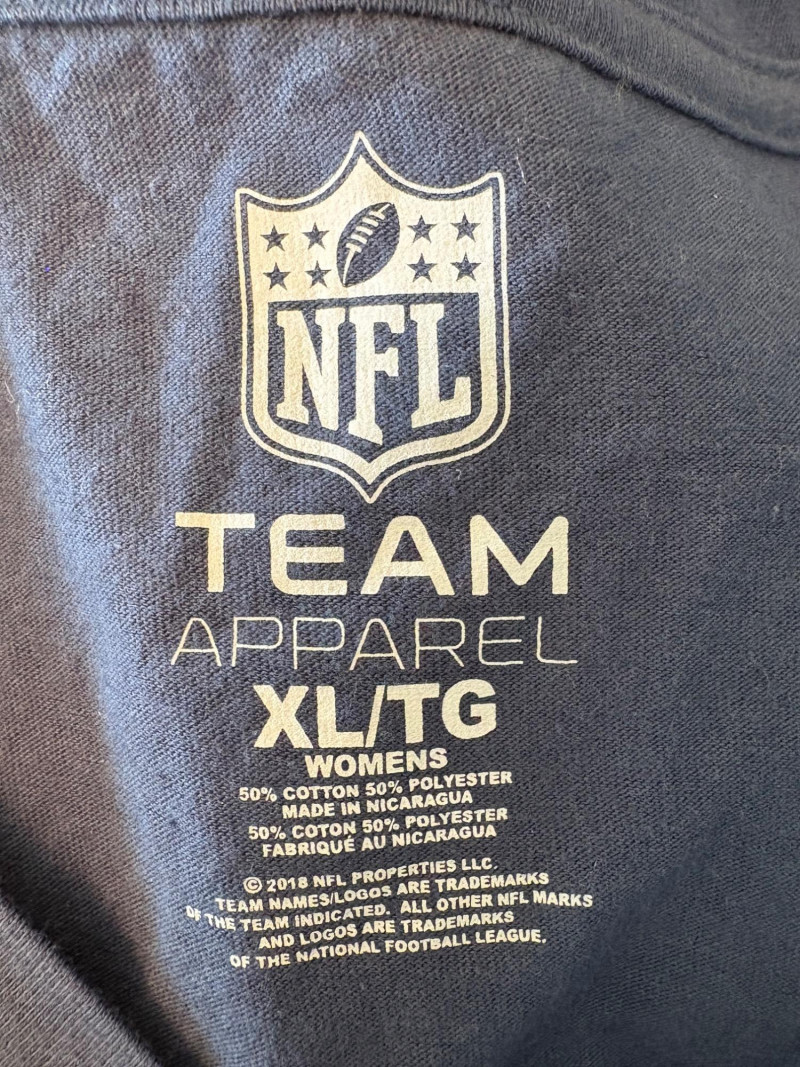 NFL
TEAM
APPAREL
XL/TG
WOMENS
50% COTTON 50% POLYESTER
MADE IN NICARAGUA
50% COTON 50% POLYESTER
FABRIQUÉ AU NICARAGUA
© 2018 NFL PROPERTIES LLC.
TEAM NAMES/LOGOS ARE TRADEMARKS
OF THE TEAM INDICATED. ALL OTHER NFL MARKS
AND LOGOS ARE TRADEMARKS
OF THE NATIONAL FOOTBALL LEAGUE.